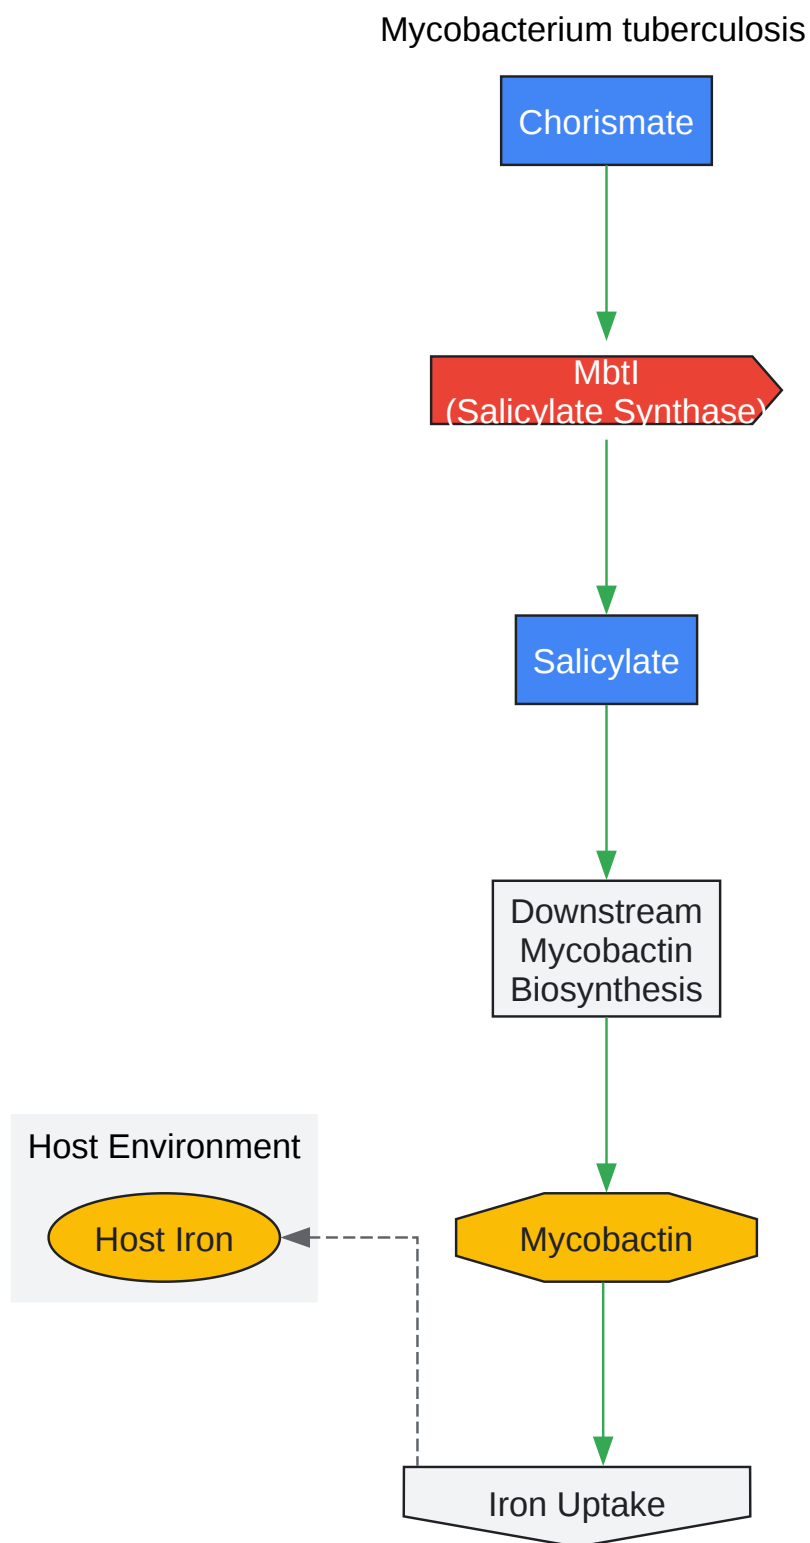 Mycobacterium tuberculosis
Chorismate
MbtI
(Salicylate Synthase)
Salicylate
Downstream
Mycobactin
Biosynthesis
Host Environment
Host Iron
Mycobactin
Iron Uptake